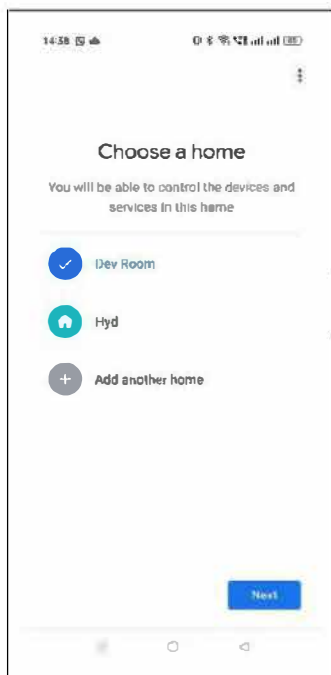 14:38
Choose a home
You will be able to control the devices and
services in this home
Dev Room
Hyd
Add another home
Next